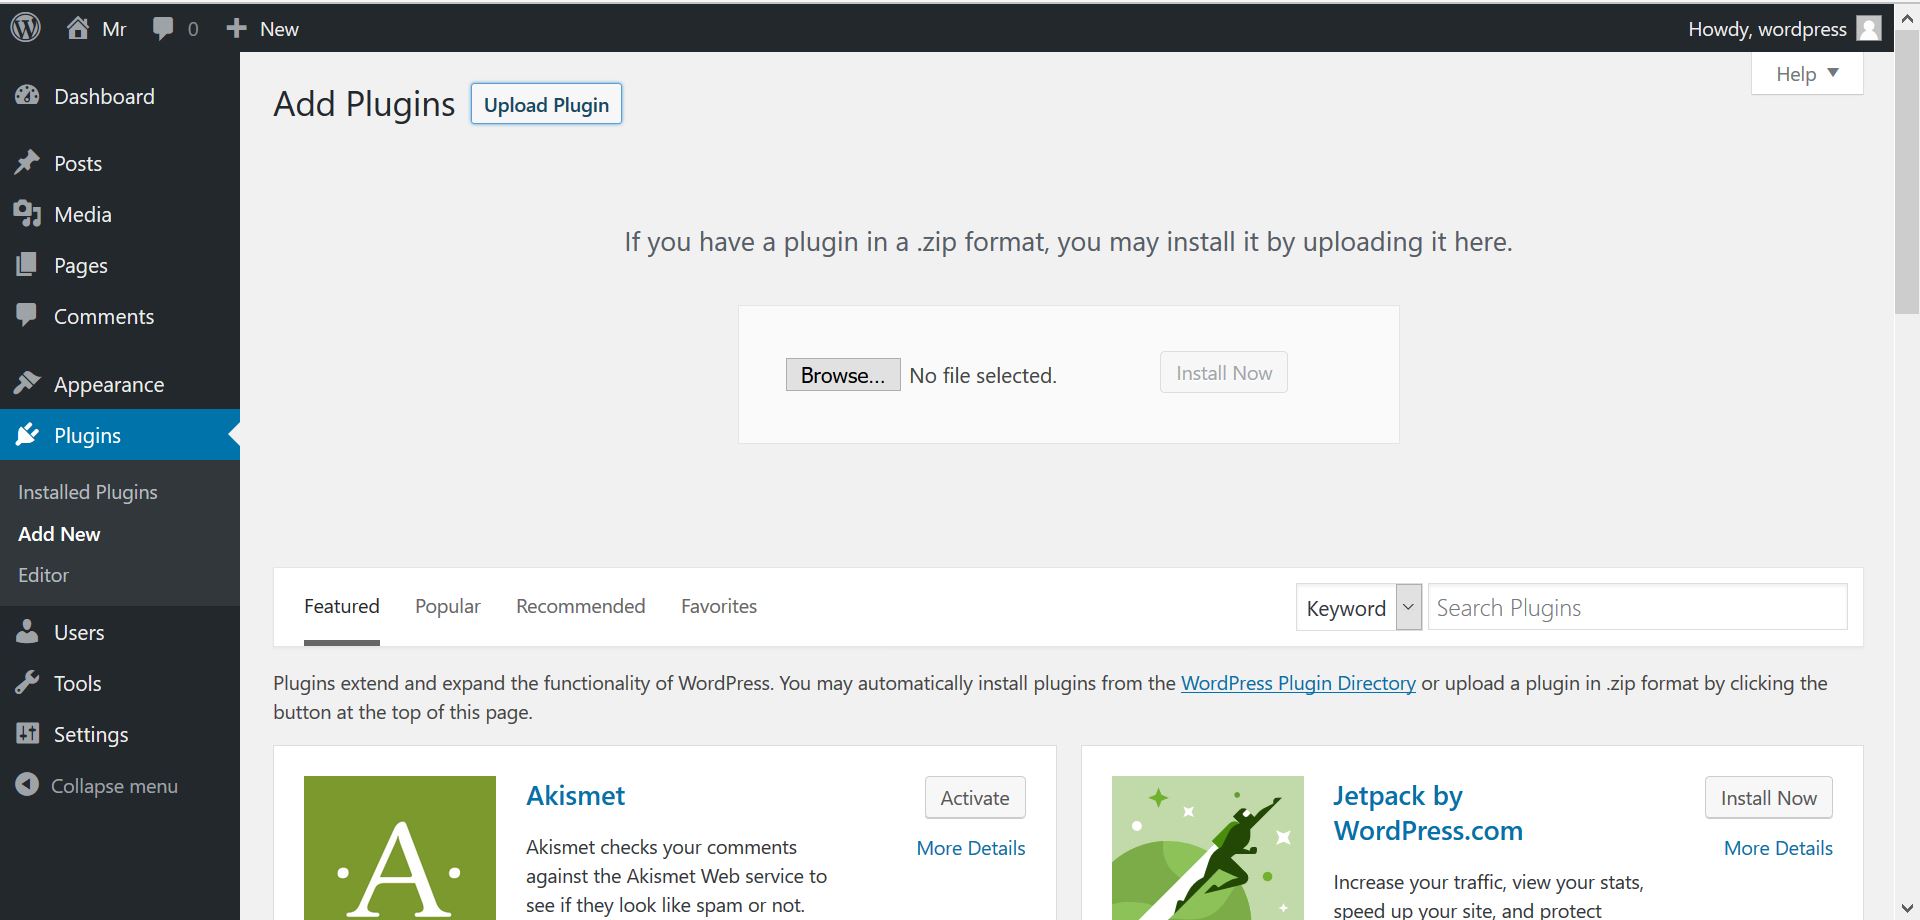 Mr
0
New
Howdy, wordpress
Help
Dashboard
Posts
Media
Pages
Comments
Appearance
Plugins
Installed Plugins
Add New
Editor
Users
Tools
Settings
Collapse menu
Add Plugins
Upload Plugin
If you have a plugin in a .zip format, you may install it by uploading it here.
Browse... No file selected.
Install Now
Featured
Popular
Recommended
Favorites
Keyword
Search Plugins
Plugins extend and expand the functionality of WordPress. You may automatically install plugins from the WordPress Plugin Directory or upload a plugin in .zip format by clicking the
button at the top of this page.
A
Akismet
Activate
More Details
Akismet checks your comments
against the Akismet Web service to
see if they look like spam or not.
Jetpack by
WordPress.com
Install Now
More Details
Increase your traffic, view your stats,
speed up your site, and protect